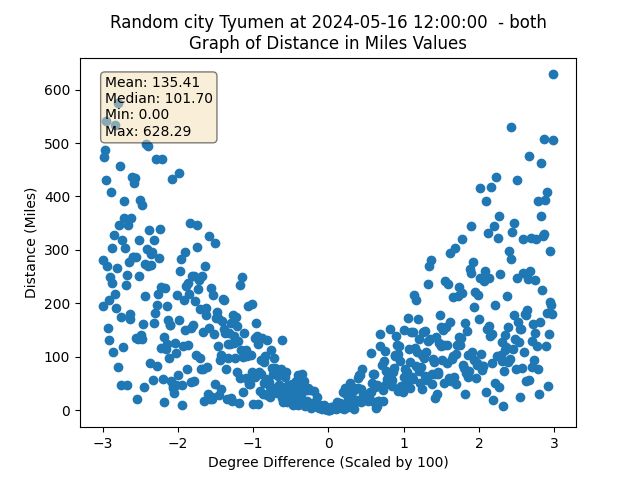 Random city Tyumen at 2024-05-16 12:00:00  - both
Graph of Distance in Miles Values
Mean: 135.41
Median: 101.70
Min: 0.00
Max: 628.29
600
500
400
300
200
100
0
Distance (Miles)
−3
−2
−1
0
1
2
3
Degree Difference (Scaled by 100)